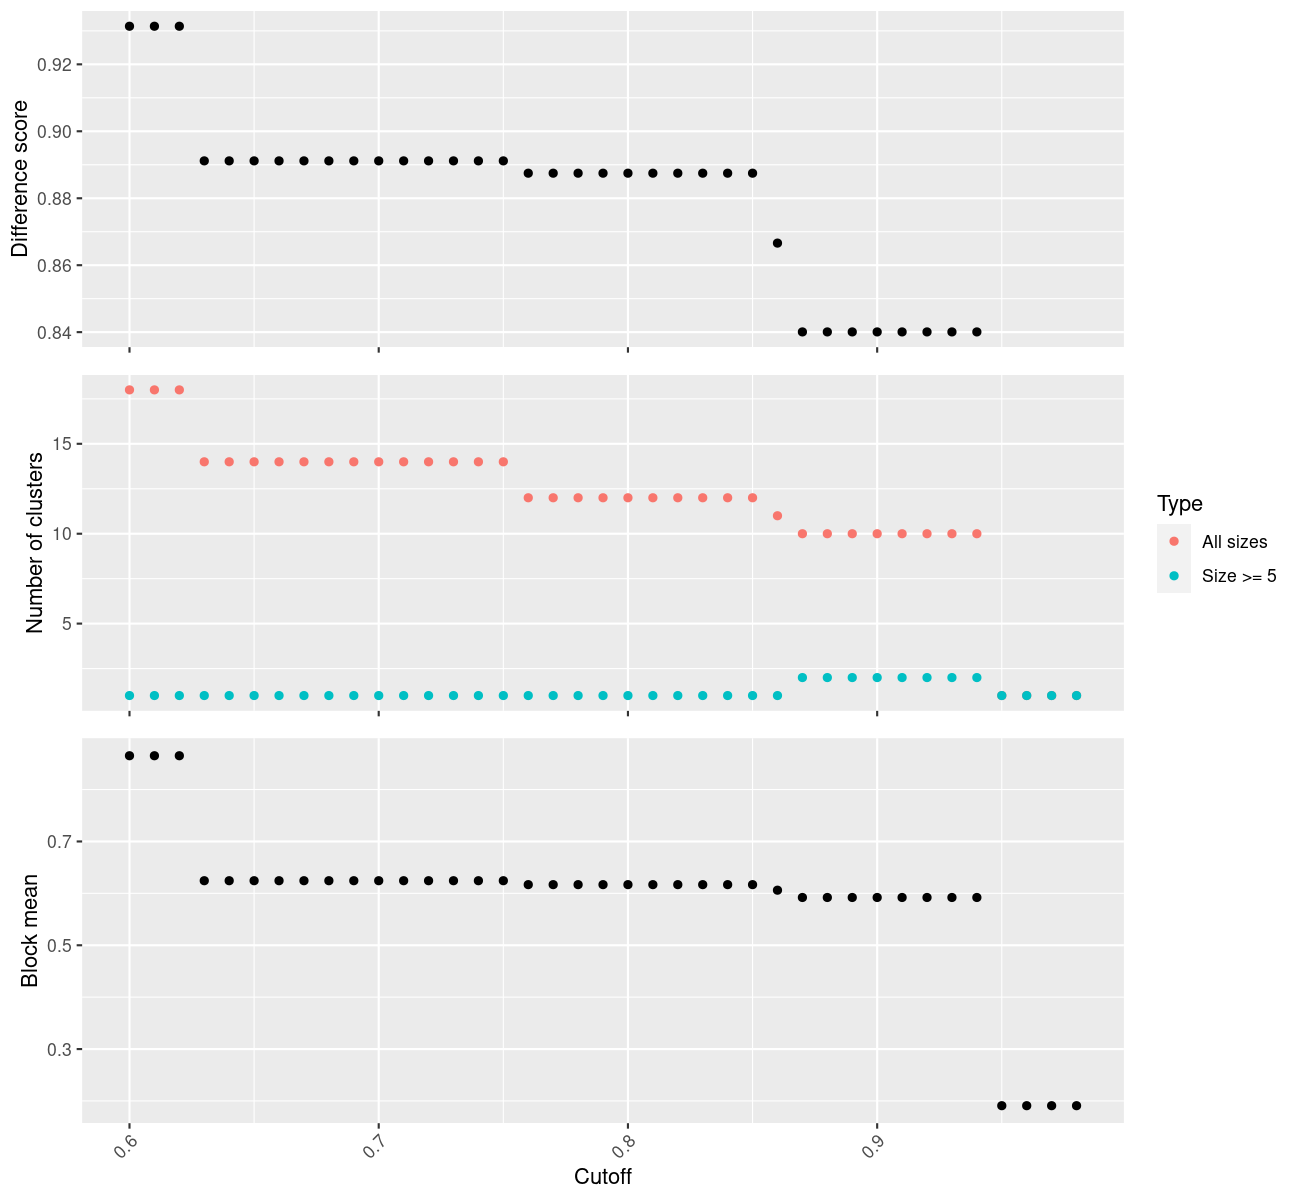 Difference score
0.92
0.90
0.88
0.86
0.84
Number of clusters
15
10
5
Type
All sizes
Size >= 5
Block mean
0.7
0.5
0.3
0.6
0.7
0.8
0.9
Cutoff